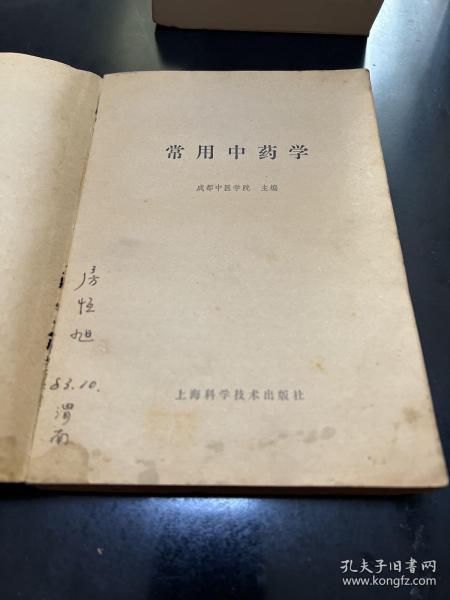 常用中药学
成都中医学院 主编
房恒旭
83.10.
渭南
上海科学技术出版社
孔夫子旧书网
www.kongfz.com